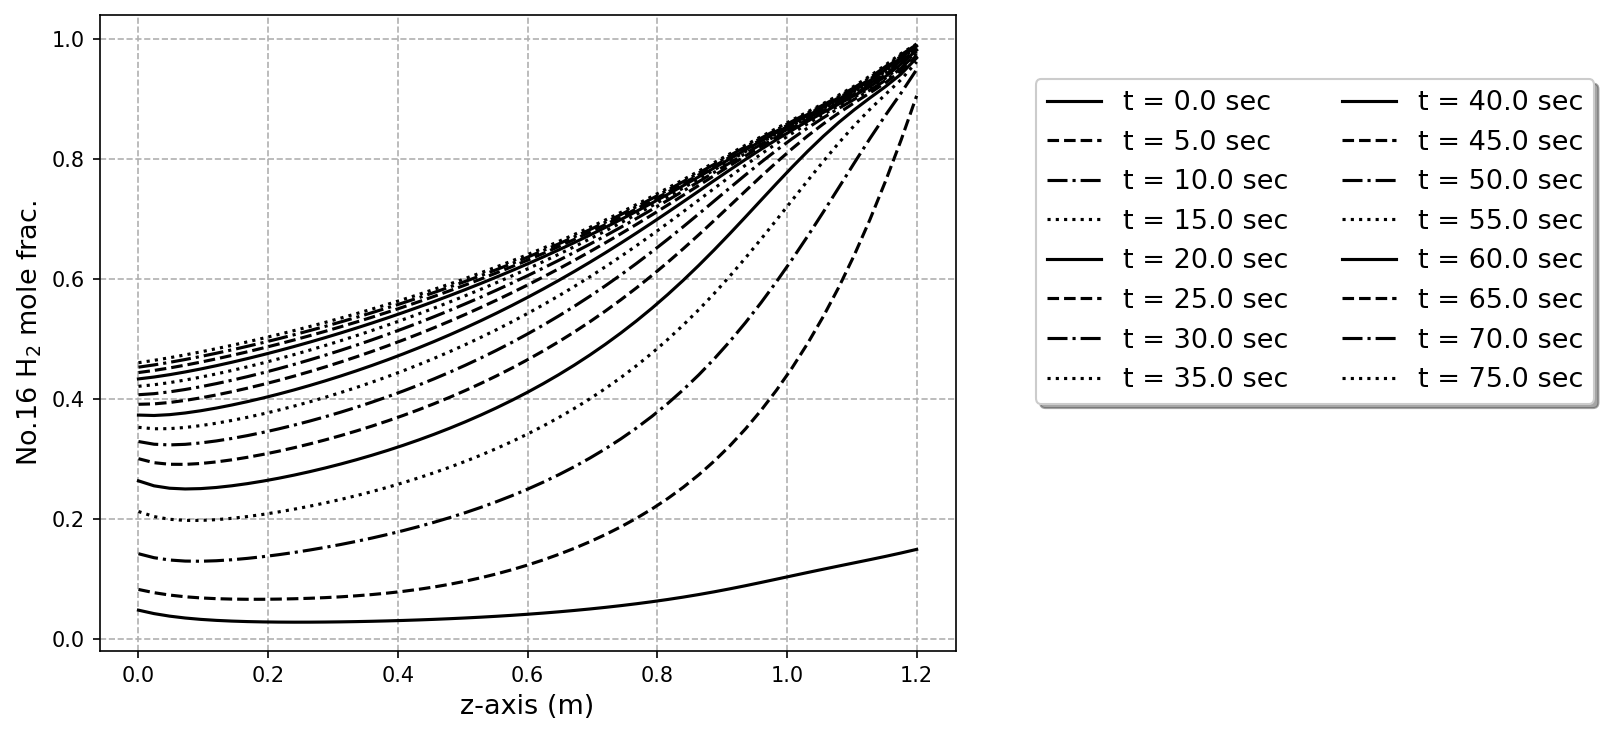 1.0
0.8
0.6
0.4
0.2
0.0
No.16 H₂ mole frac.
0.0 0.2 0.4 0.6 0.8 1.0 1.2
z-axis (m)
t = 0.0 sec
t = 5.0 sec
t = 10.0 sec
t = 15.0 sec
t = 20.0 sec
t = 25.0 sec
t = 30.0 sec
t = 35.0 sec
t = 40.0 sec
t = 45.0 sec
t = 50.0 sec
t = 55.0 sec
t = 60.0 sec
t = 65.0 sec
t = 70.0 sec
t = 75.0 sec